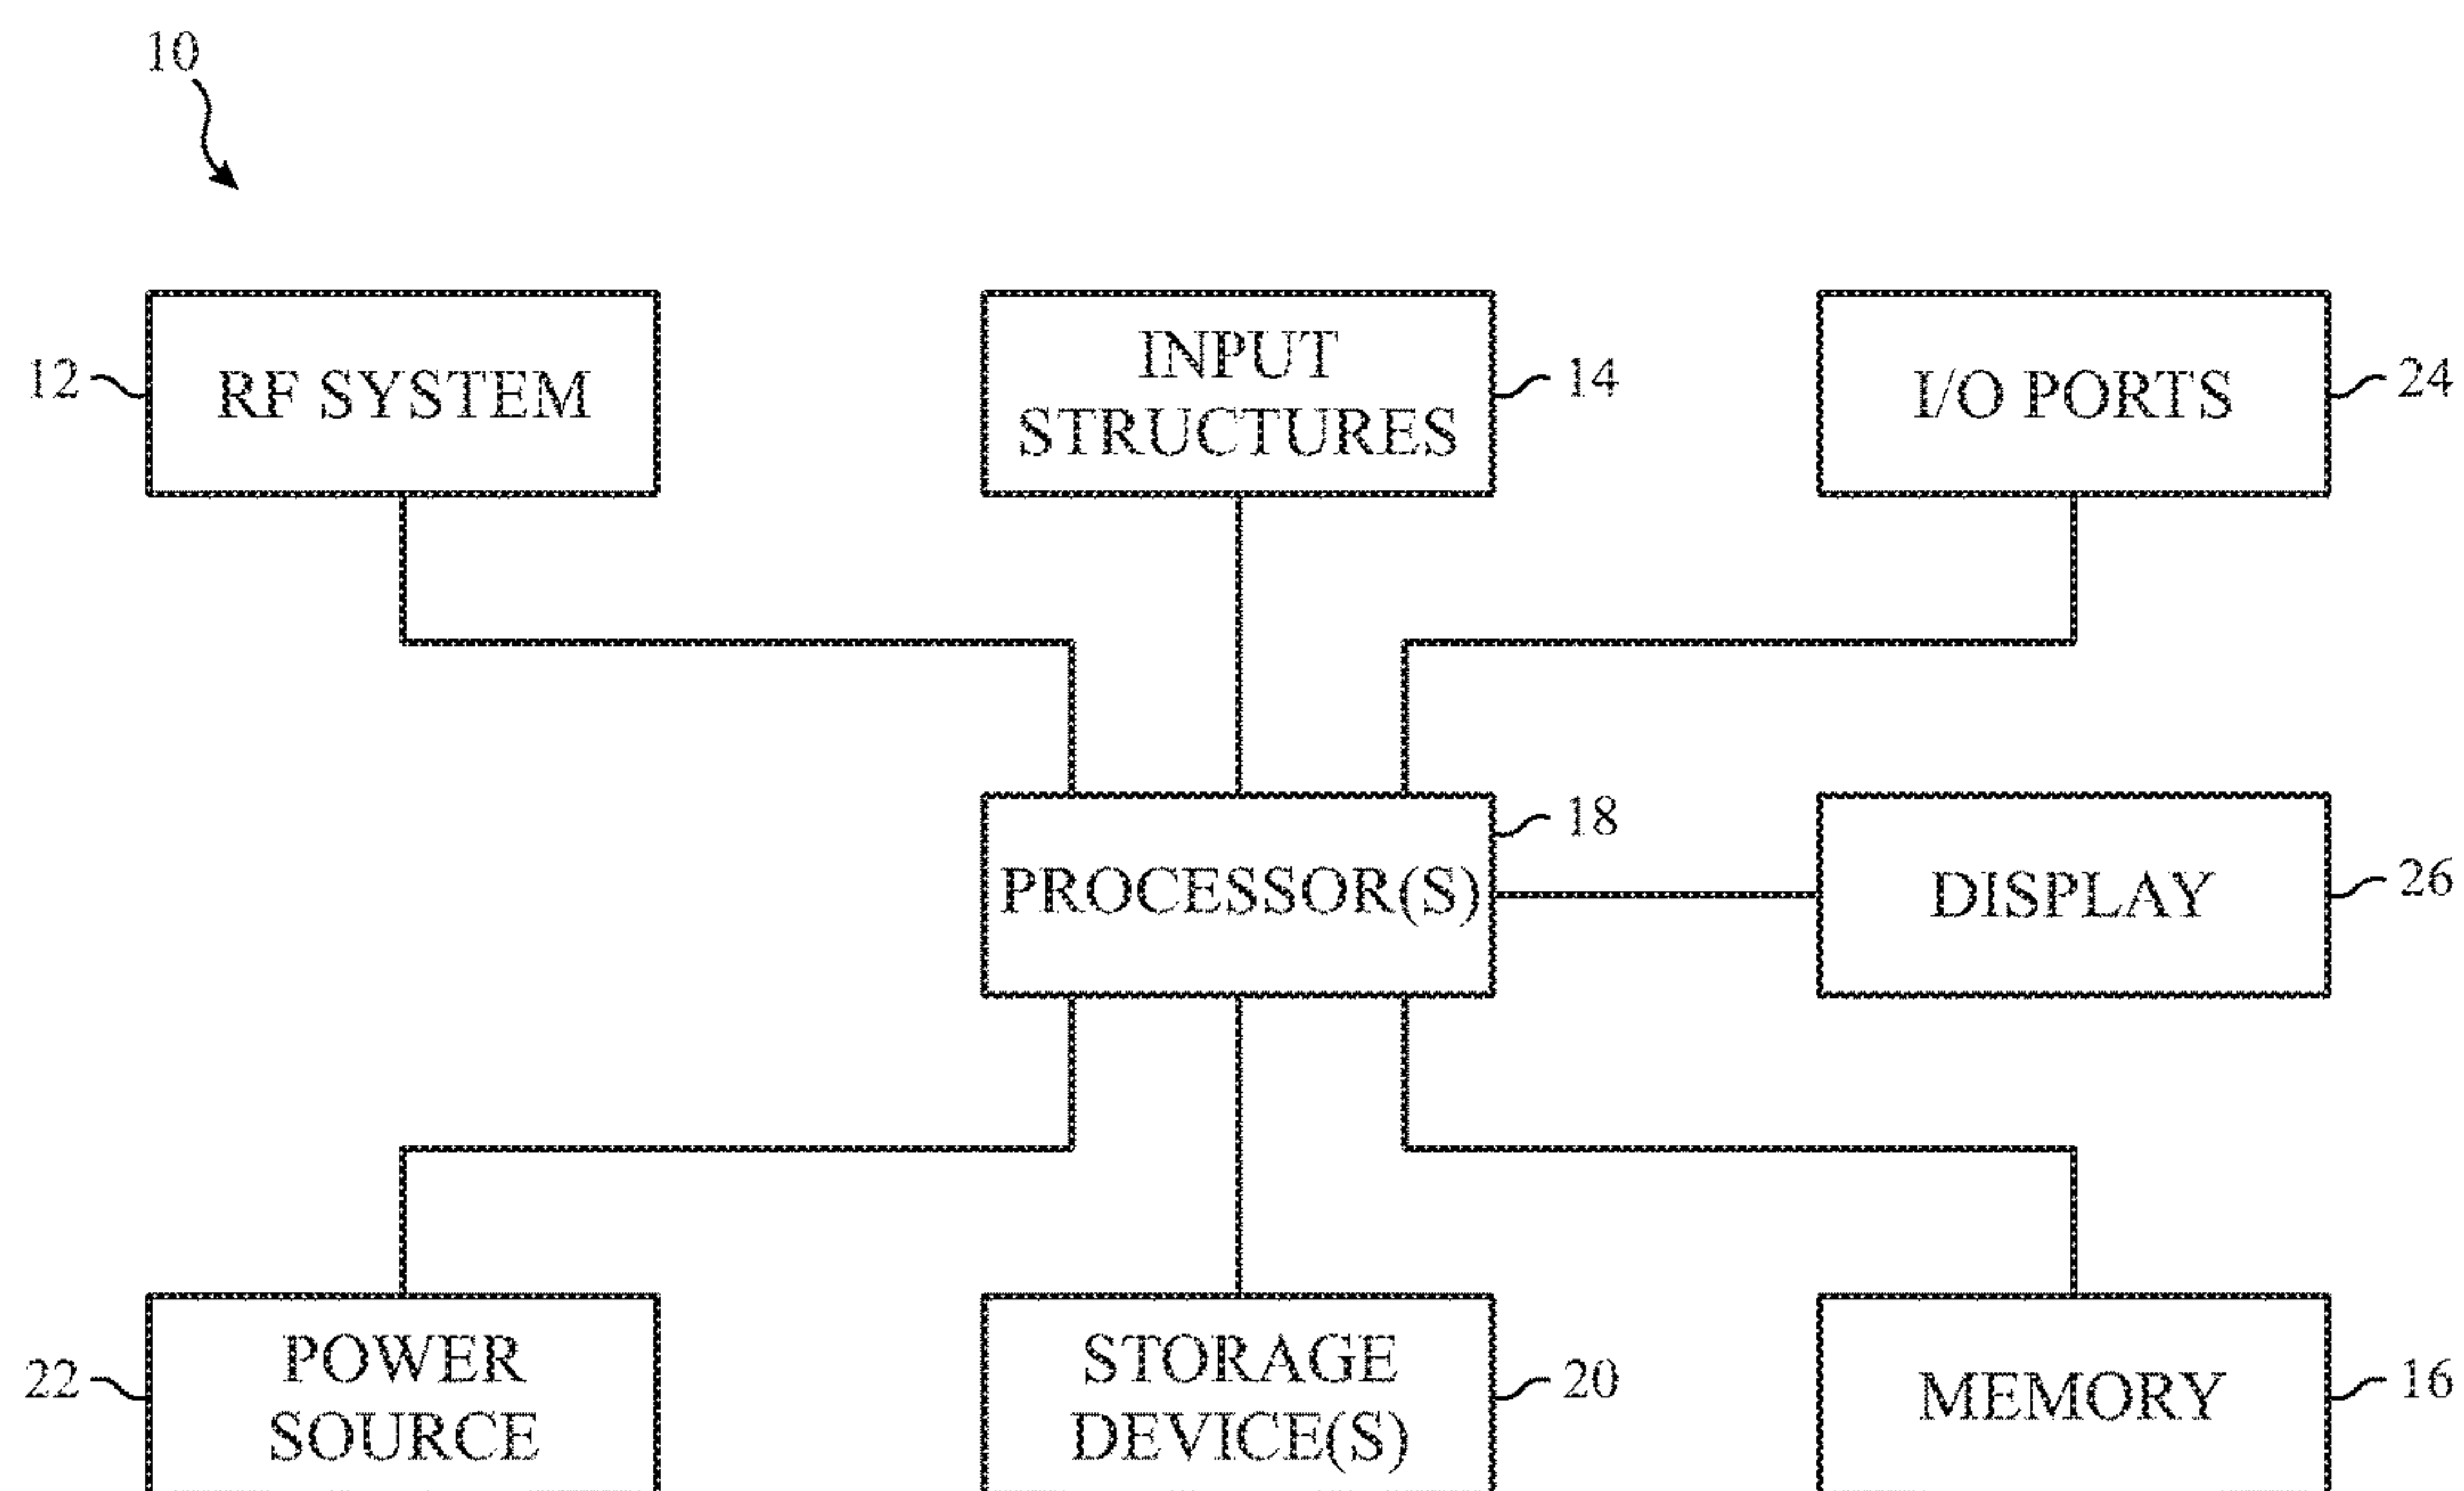 10
12
RF SYSTEM
INPUT
STRUCTURES
14
I/O PORTS
24
PROCESSOR(S)
18
DISPLAY
26
22
POWER
SOURCE
STORAGE
DEVICE(S)
20
MEMORY
16